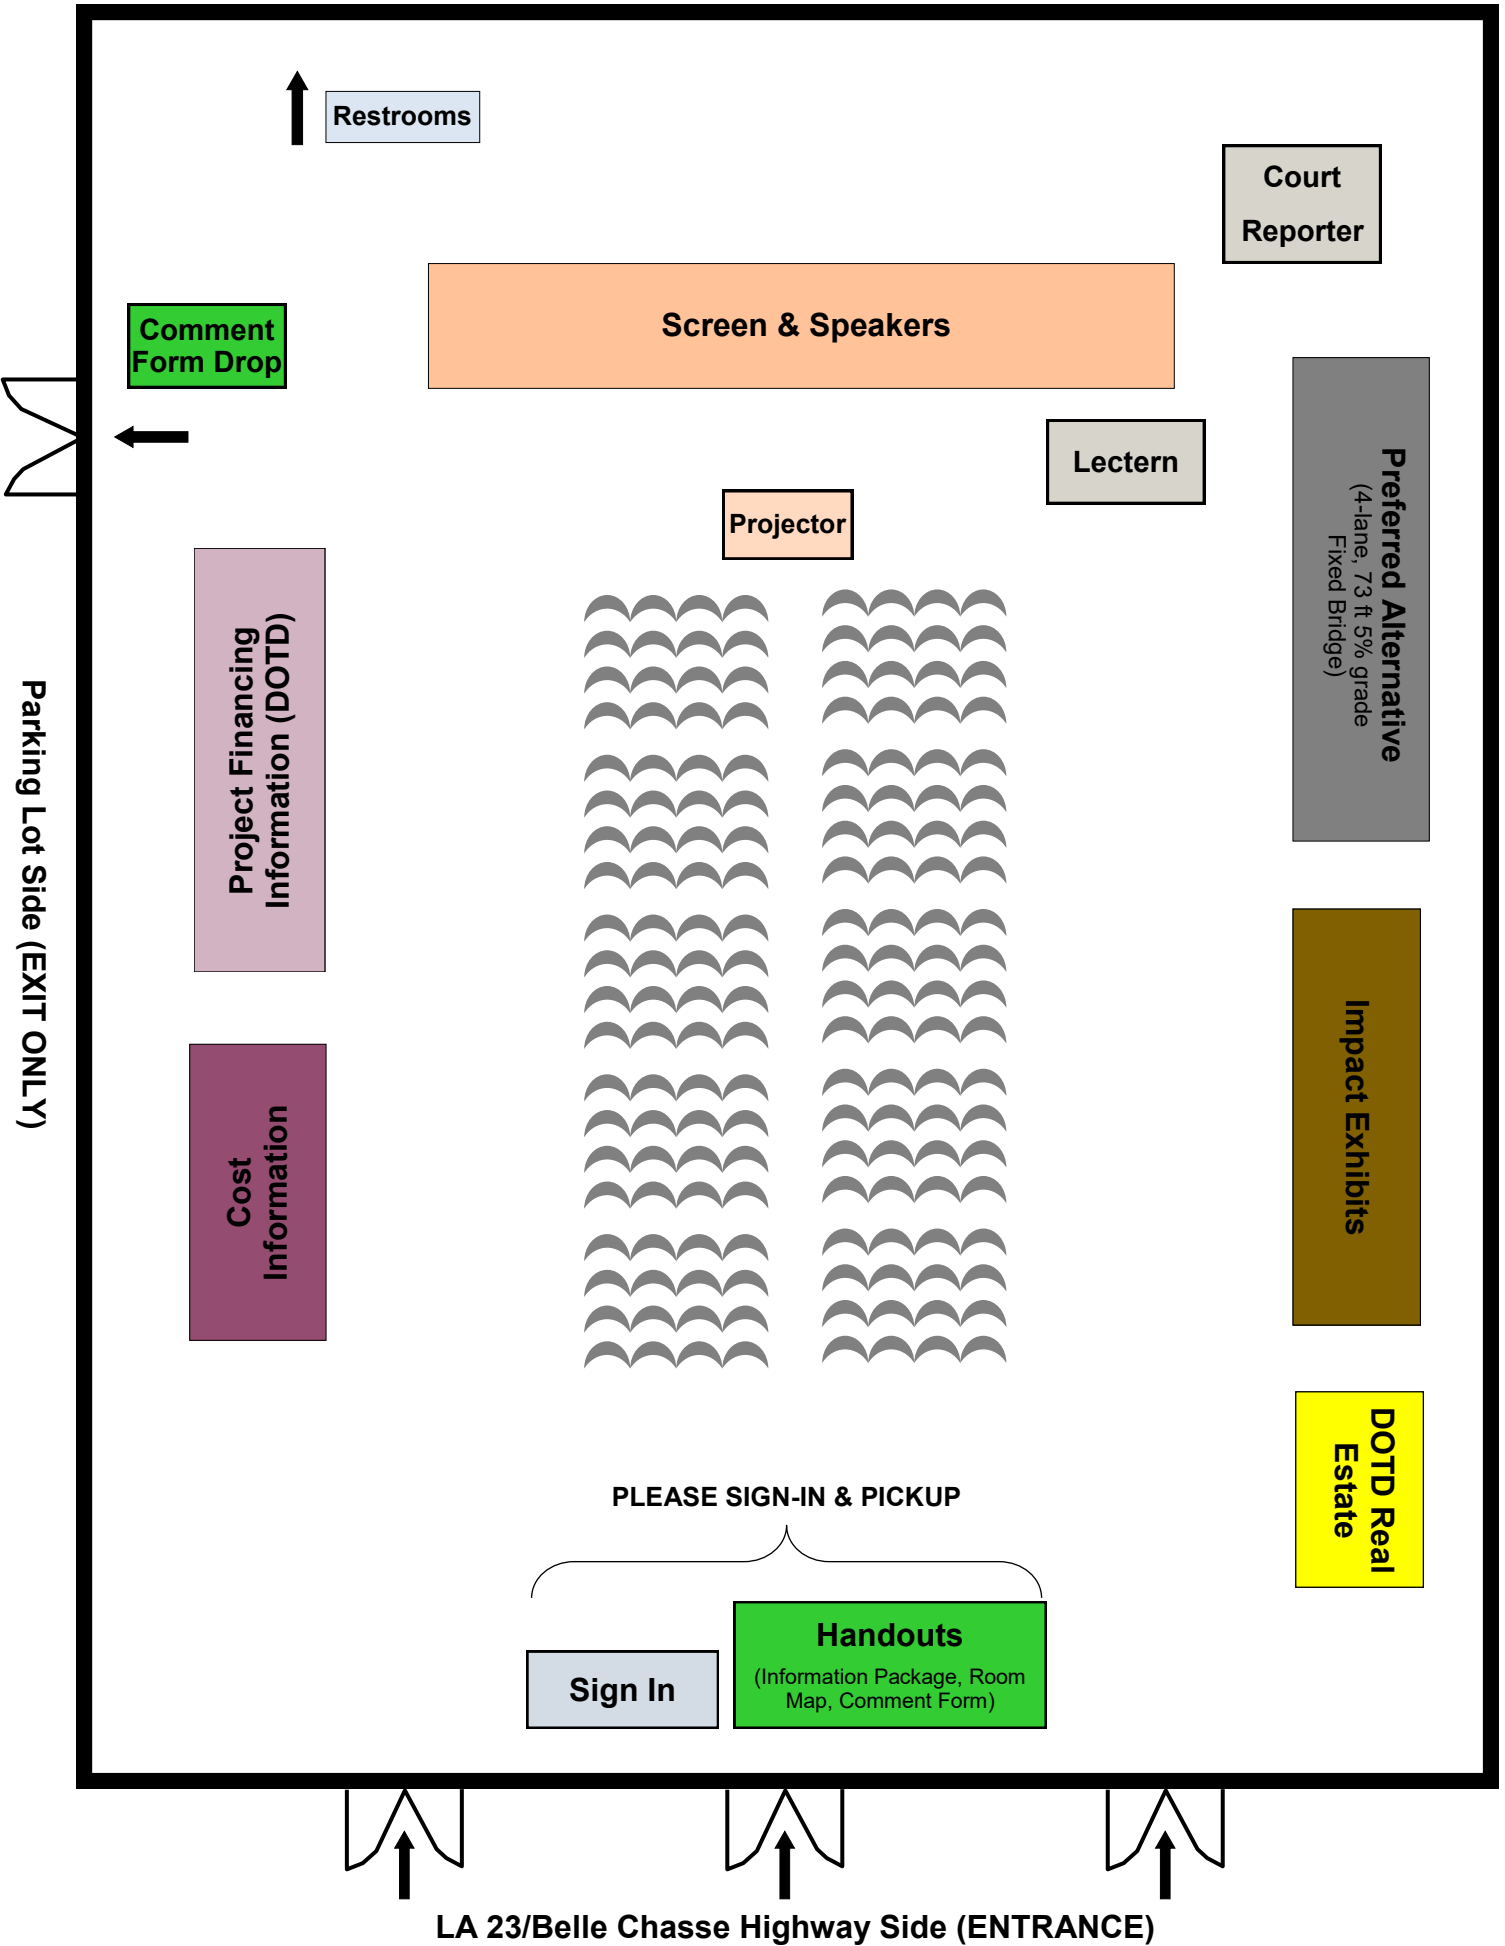 Restrooms
Court
Reporter
Screen & Speakers
Comment
Form Drop
Lectern
Projector
Preferred Alternative
(4-lane, 73 ft 5% grade
Fixed Bridge)
Project Financing
Information (DOTD)
Parking Lot Side (EXIT ONLY)
Impact Exhibits
Cost
Information
DOTD Real
Estate
PLEASE SIGN-IN & PICKUP
Handouts
(Information Package, Room
Map, Comment Form)
Sign In
LA 23/Belle Chasse Highway Side (ENTRANCE)